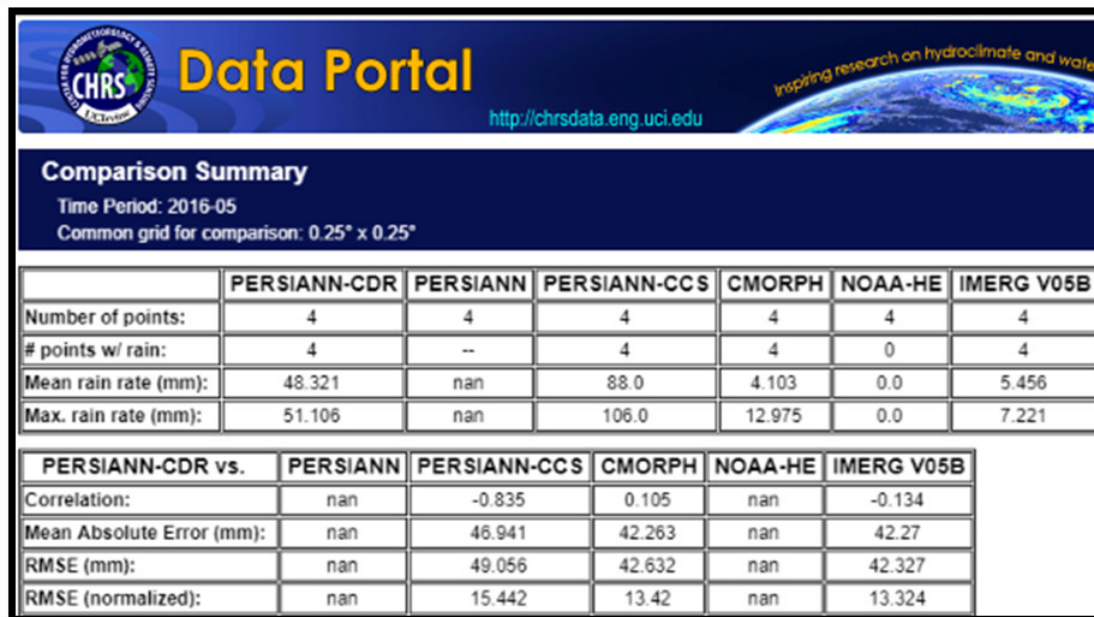 CENTER FOR HYDROMETEOROLOGY & REMOTE SENSING
CHRS
UC Irvine
Data Portal
Inspiring research on hydroclimate and
http://chrsdata.eng.uci.edu
Comparison Summary
Time Period: 2016-05
Common grid for comparison: 0.25° x 0.25°
PERSIANN-CDR PERSIANN PERSIANN-CCS CMORPH NOAA-HE IMERG V05B
Number of points: 4 4 4 4 4 4
# points w/ rain: 4 -- 4 4 0 4
Mean rain rate (mm): 48.321 nan 88.0 4.103 0.0 5.456
Max. rain rate (mm): 51.106 nan 106.0 12.975 0.0 7.221
PERSIANN-CDR vs. PERSIANN PERSIANN-CCS CMORPH NOAA-HE IMERG V05B
Correlation: nan -0.835 0.105 nan -0.134
Mean Absolute Error (mm): nan 46.941 42.263 nan 42.27
RMSE (mm): nan 49.056 42.632 nan 42.327
RMSE (normalized): nan 15.442 13.42 nan 13.324